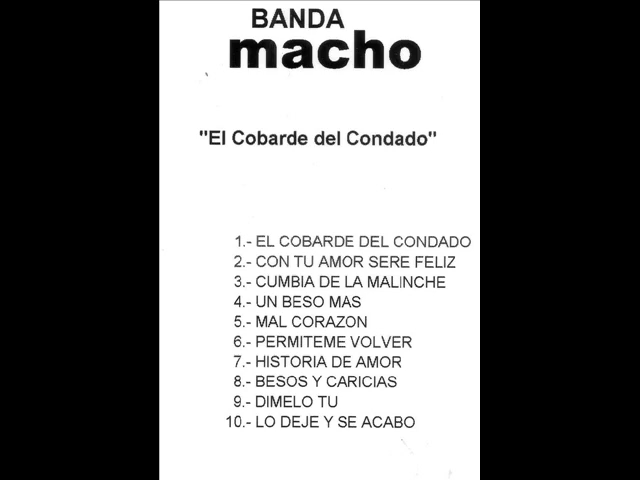 BANDA
macho
"El Cobarde del Condado"
1.- EL COBARDE DEL CONDADO
2.- CON TU AMOR SERE FELIZ
3.- CUMBIA DE LA MALINCHE
4.- UN BESO MAS
5.- MAL CORAZON
6.- PERMITEME VOLVER
7.- HISTORIA DE AMOR
8.- BESOS Y CARICIAS
9.- DIMELO TU
10.- LO DEJE Y SE ACABO